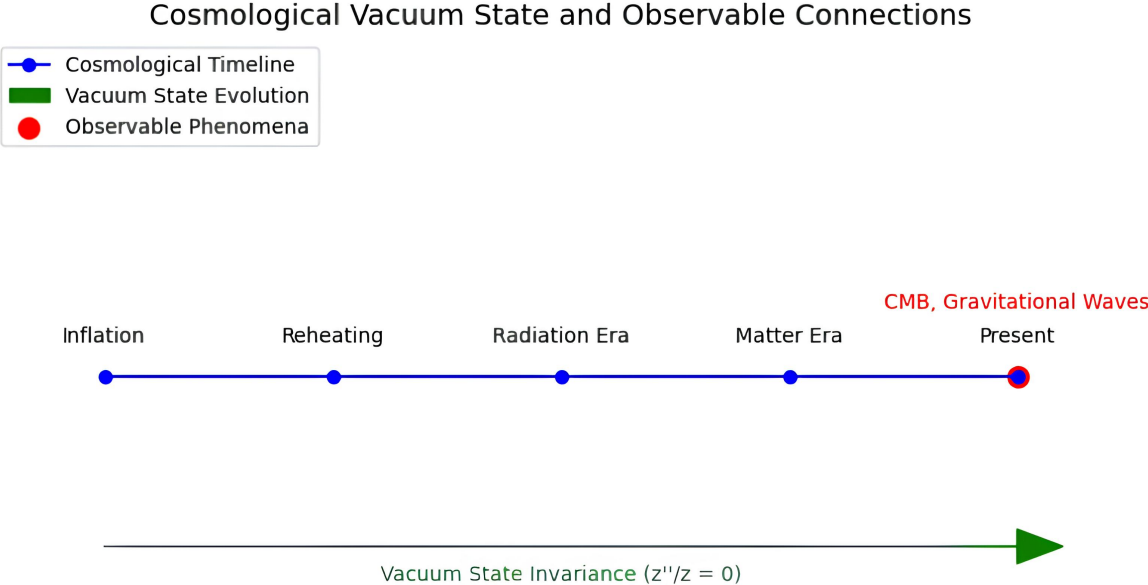 Cosmological Vacuum State and Observable Connections
Cosmological Timeline
Vacuum State Evolution
Observable Phenomena
CMB, Gravitational Waves
Inflation
Reheating
Radiation Era
Matter Era
Present
Vacuum State Invariance (z''/z = 0)